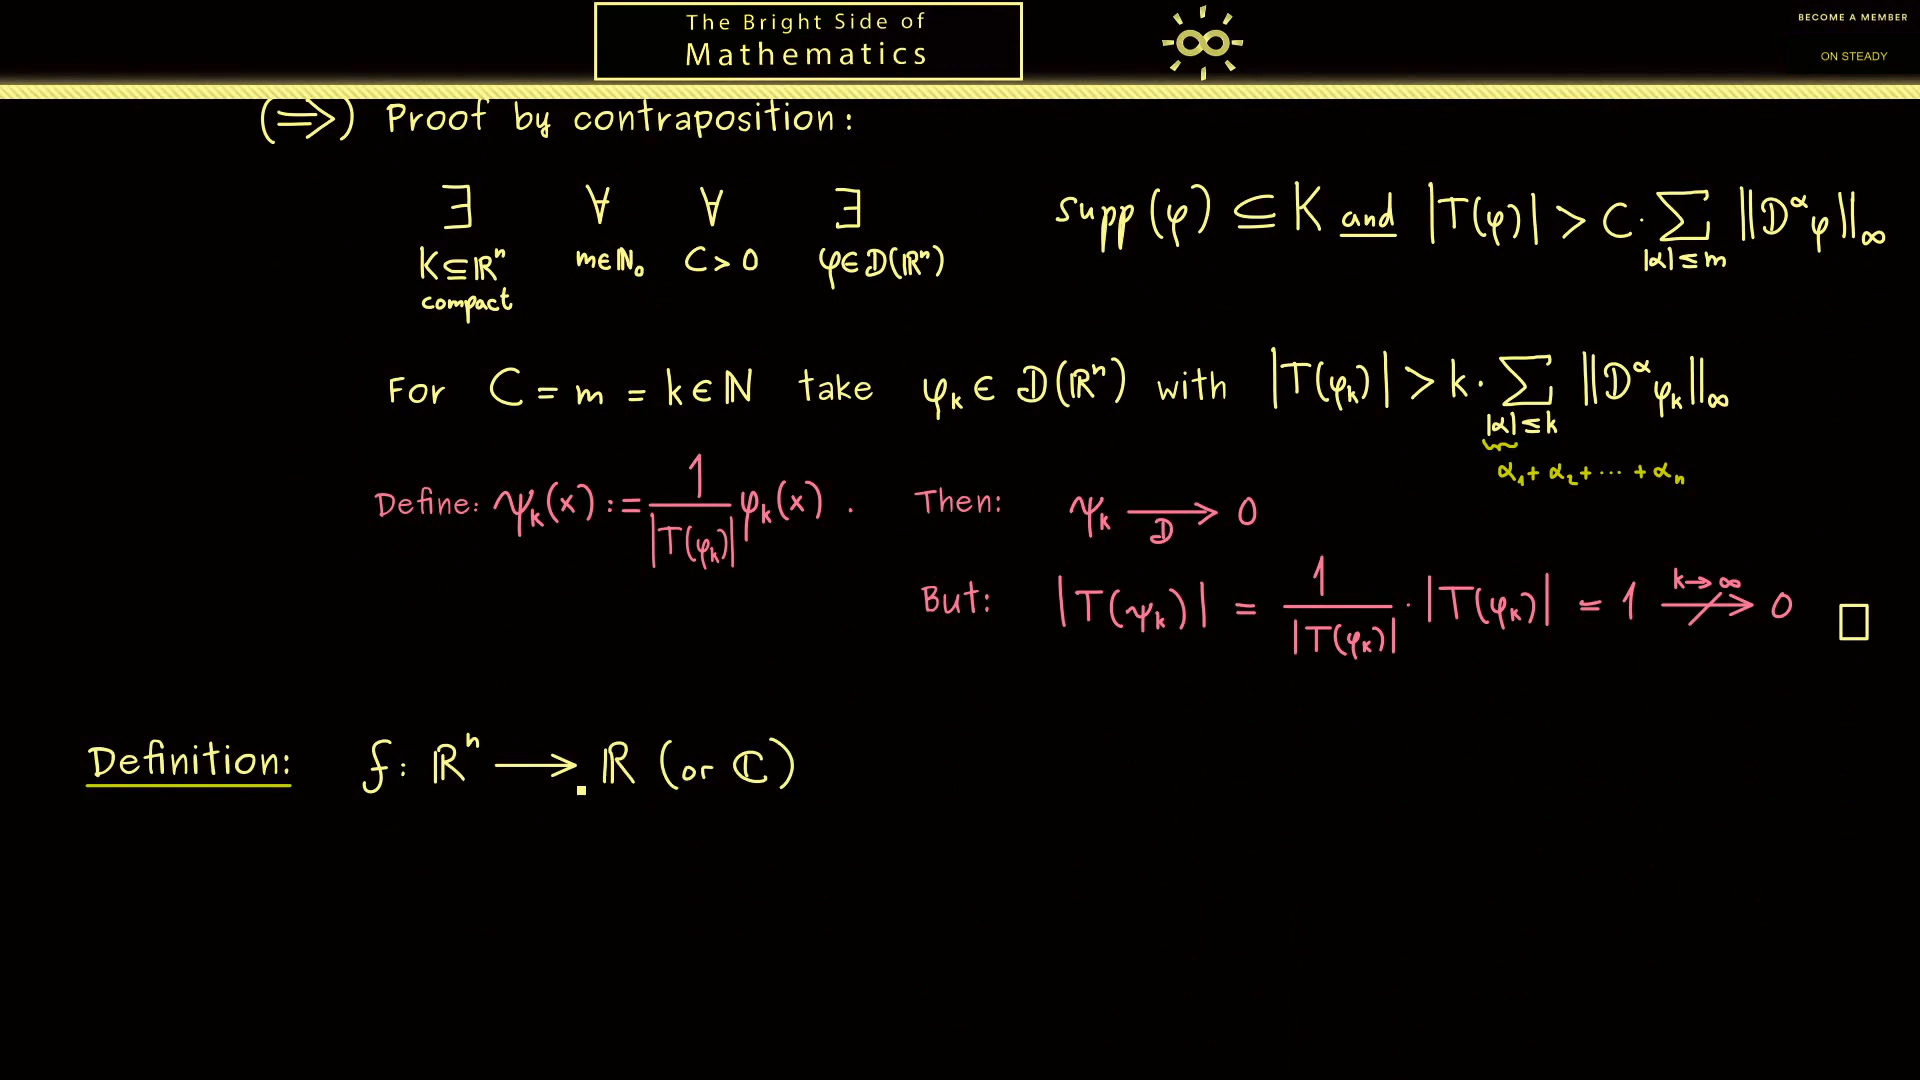 The Bright Side of
Mathematics
BECOME A MEMBER
ON STEADY
(⇒) Proof by contraposition:
∃ ∀ ∀ ∃ supp(φ) ⊆ K and |T(φ)| > C · ∑ ‖D^α φ‖_∞
K ⊆ ℝⁿ m ∈ ℕ₀ C > 0 φ ∈ 𝒟(ℝⁿ) |α| ≤ m
compact
For C = m = k ∈ ℕ take φ_k ∈ 𝒟(ℝⁿ) with |T(φ_k)| > k · ∑ ‖D^α φ_k‖_∞
|α| ≤ k
α₁ + α₂ + ⋯ + α_n
Define: ψ_k(x) := 1/|T(φ_k)| φ_k(x) . Then: ψ_k ⟶_𝒟 0
But: |T(ψ_k)| = 1/|T(φ_k)| · |T(φ_k)| = 1 ↛ 0 k→∞ □
Definition: f: ℝⁿ ⟶ ℝ (or ℂ)